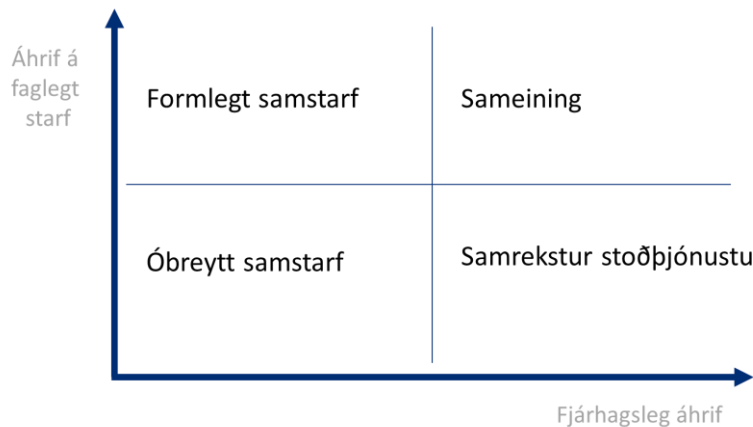 Áhrif á
faglegt
starf
Formlegt samstarf
Sameining
Óbreytt samstarf
Samrekstur stoðþjónustu
Fjárhagsleg áhrif